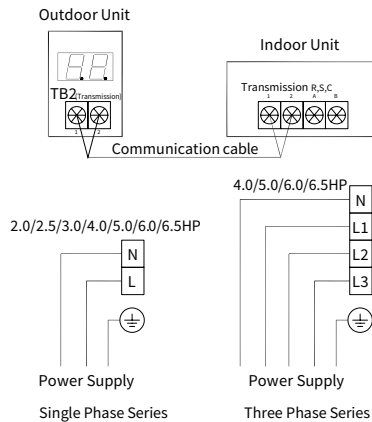 Outdoor Unit
Indoor Unit
88
TB2(Transmission)
1 2
Transmission R,S,C
1 2 A B
Communication cable
4.0/5.0/6.0/6.5HP
N
L1
L2
L3
2.0/2.5/3.0/4.0/5.0/6.0/6.5HP
N
L
Power Supply
Power Supply
Single Phase Series
Three Phase Series